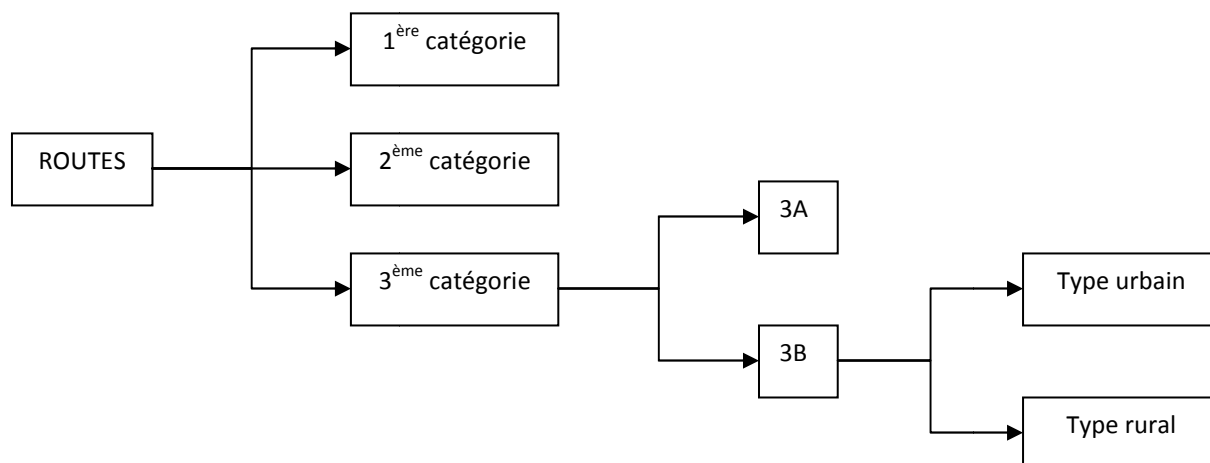 1ère catégorie
ROUTES
2ème catégorie
3A
3ème catégorie
Type urbain
3B
Type rural